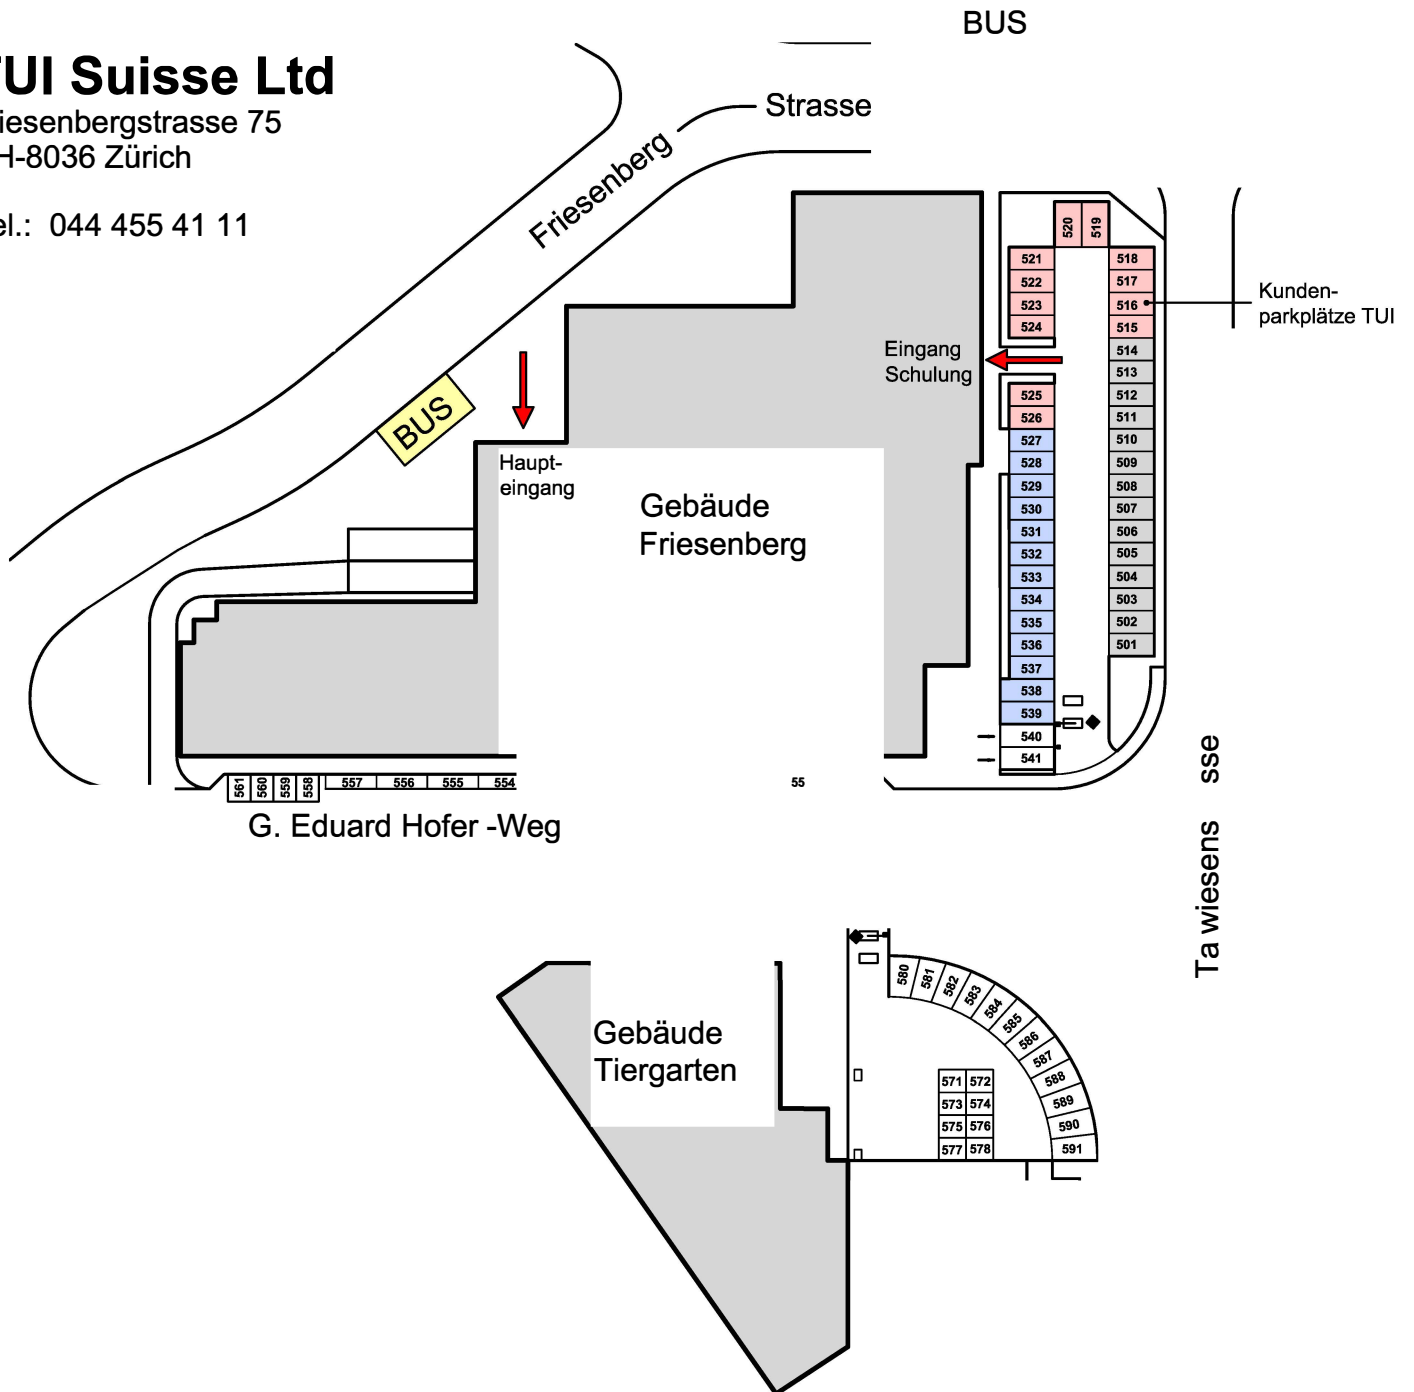 BUS
TUI Suisse Ltd
riesenbergstrasse 75
H-8036 Zürich
el.: 044 455 41 11
Friesenberg Strasse
BUS
Haupt-
eingang
Eingang
Schulung
Gebäude
Friesenberg
520 519
521 518
522 517
523 516
524 515
514
513
525 512
526 511
527 510
528 509
529 508
530 507
531 506
532 505
533 504
534 503
535 502
536 501
537
538
539
540
541
Kunden-
parkplätze TUI
561 560 559 558 557 556 555 554
55
G. Eduard Hofer -Weg
Ta wiesens sse
Gebäude
Tiergarten
580 581 582 583 584 585 586 587 588 589 590 591
571 572
573 574
575 576
577 578